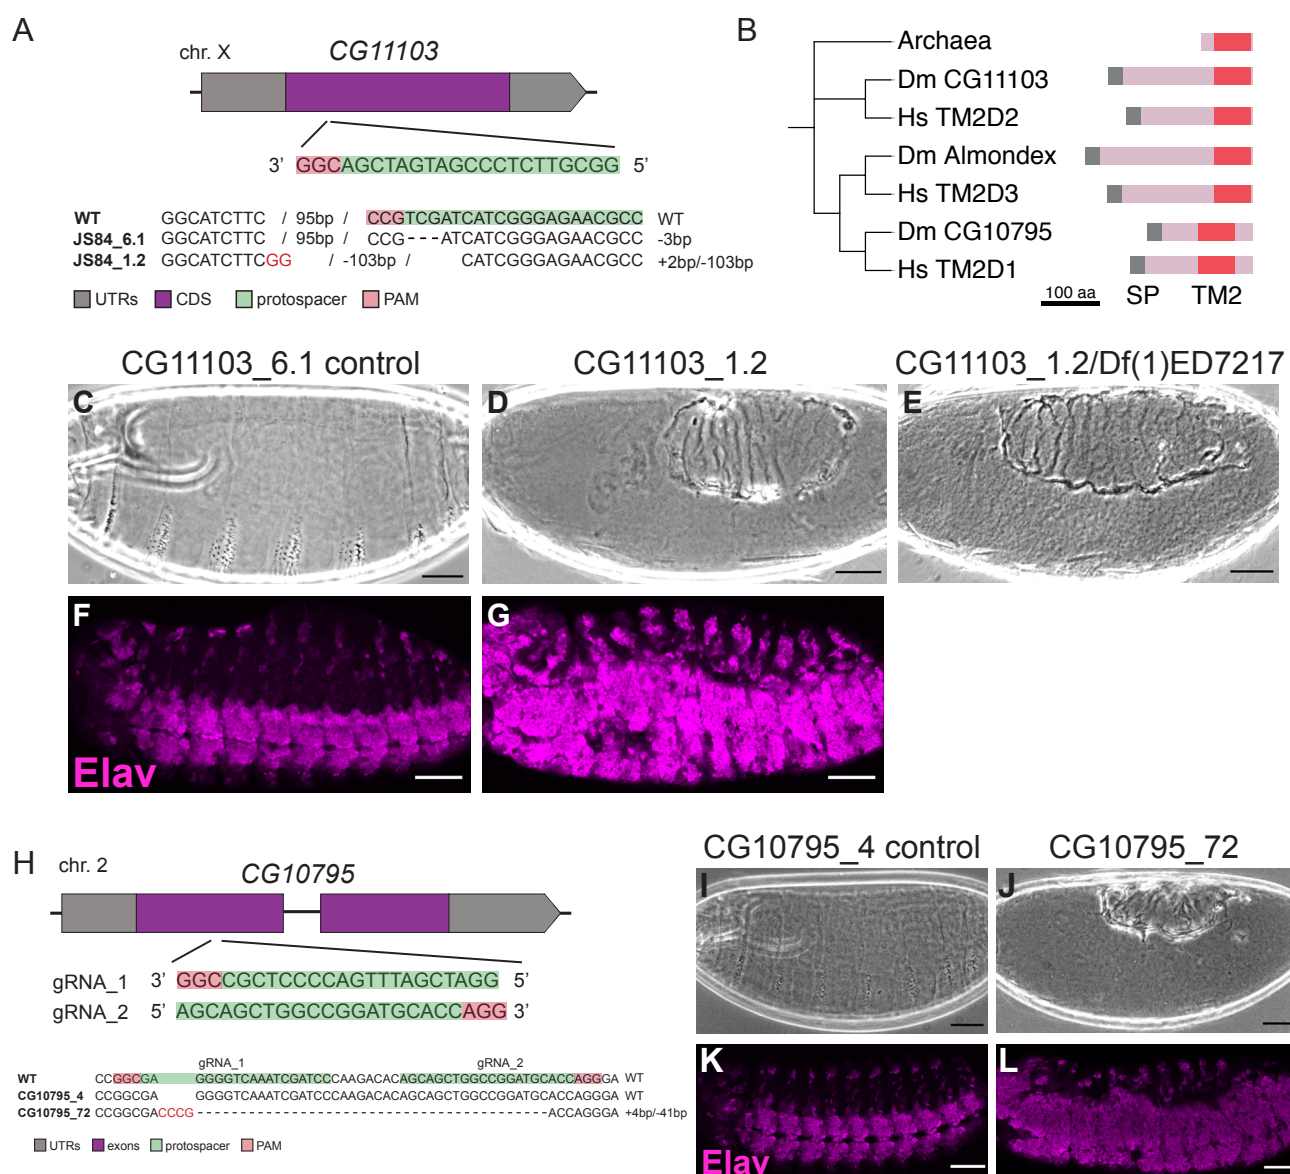 A
chr. X
CG11103
3' GGCAGCTAGTAGCCCTCTTGCGG 5'
WT GGCATCTTC / 95bp / CCGTCGATCATCGGGAGAACGCC WT
JS84_6.1 GGCATCTTC / 95bp / CCG---ATCATCGGGAGAACGCC -3bp
JS84_1.2 GGCATCTTCGG / -103bp / CATCGGGAGAACGCC +2bp/-103bp
UTRs CDS protospacer PAM
B
Archaea
Dm CG11103
Hs TM2D2
Dm Almondex
Hs TM2D3
Dm CG10795
Hs TM2D1
100 aa SP TM2
CG11103_6.1 control CG11103_1.2 CG11103_1.2/Df(1)ED7217
C D E
F G
Elav
H
chr. 2
CG10795
gRNA_1 3' GGCCGCTCCCCAGTTTAGCTAGG 5'
gRNA_2 5' AGCAGCTGGCCGGATGCACCAGG 3'
gRNA_1 gRNA_2
WT CCGGCGA GGGGTCAAATCGATCCCAAGACACAGCAGCTGGCCGGATGCACCAGGGA WT
CG10795_4 CCGGCGA GGGGTCAAATCGATCCCAAGACACAGCAGCTGGCCGGATGCACCAGGGA WT
CG10795_72 CCGGCGACCCG-----------------------------------------ACCAGGGA +4bp/-41bp
UTRs exons protospacer PAM
CG10795_4 control CG10795_72
I J
K L
Elav